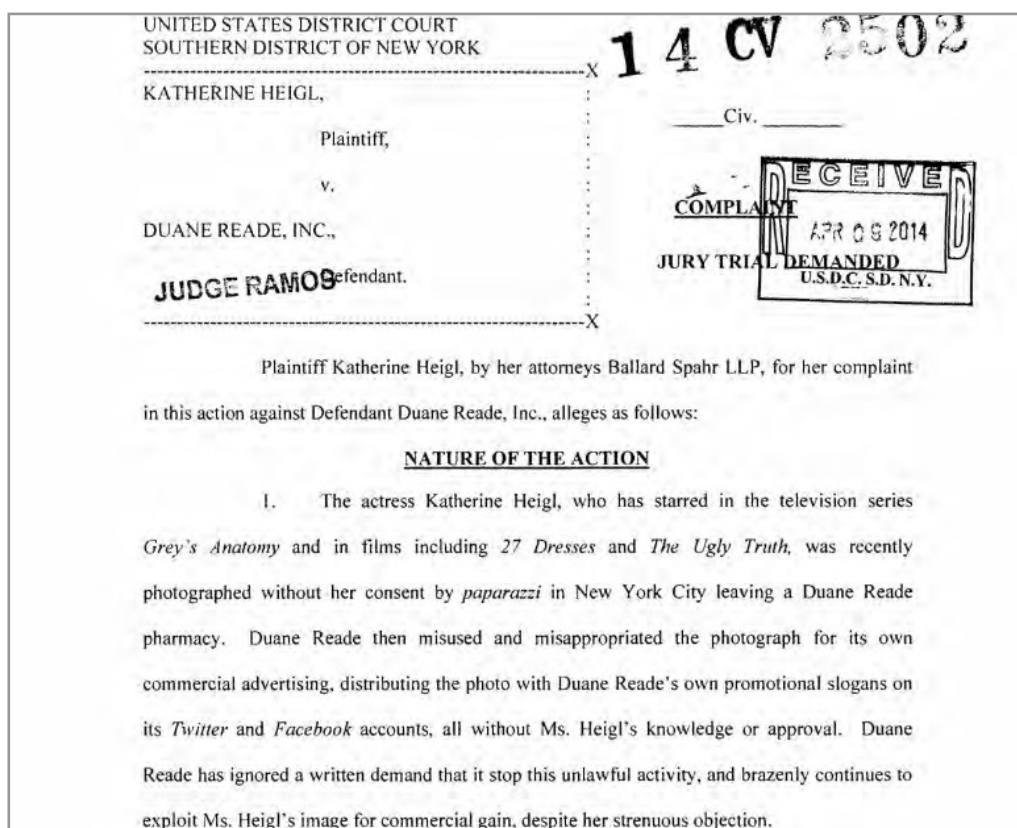 UNITED STATES DISTRICT COURT
SOUTHERN DISTRICT OF NEW YORK
14 CV 2502
-----------------------------------------------------------X
KATHERINE HEIGL,
Plaintiff,
v.
DUANE READE, INC.,
JUDGE RAMOS
Defendant.
-----------------------------------------------------------X
_____Civ. ________
COMPLAINT
JURY TRIAL DEMANDED
RECEIVED
APR 2014
U.S.D.C. S.D. N.Y.
Plaintiff Katherine Heigl, by her attorneys Ballard Spahr LLP, for her complaint
in this action against Defendant Duane Reade, Inc., alleges as follows:
NATURE OF THE ACTION
1. The actress Katherine Heigl, who has starred in the television series
Grey's Anatomy and in films including 27 Dresses and The Ugly Truth, was recently
photographed without her consent by paparazzi in New York City leaving a Duane Reade
pharmacy. Duane Reade then misused and misappropriated the photograph for its own
commercial advertising, distributing the photo with Duane Reade's own promotional slogans on
its Twitter and Facebook accounts, all without Ms. Heigl's knowledge or approval. Duane
Reade has ignored a written demand that it stop this unlawful activity, and brazenly continues to
exploit Ms. Heigl's image for commercial gain, despite her strenuous objection.